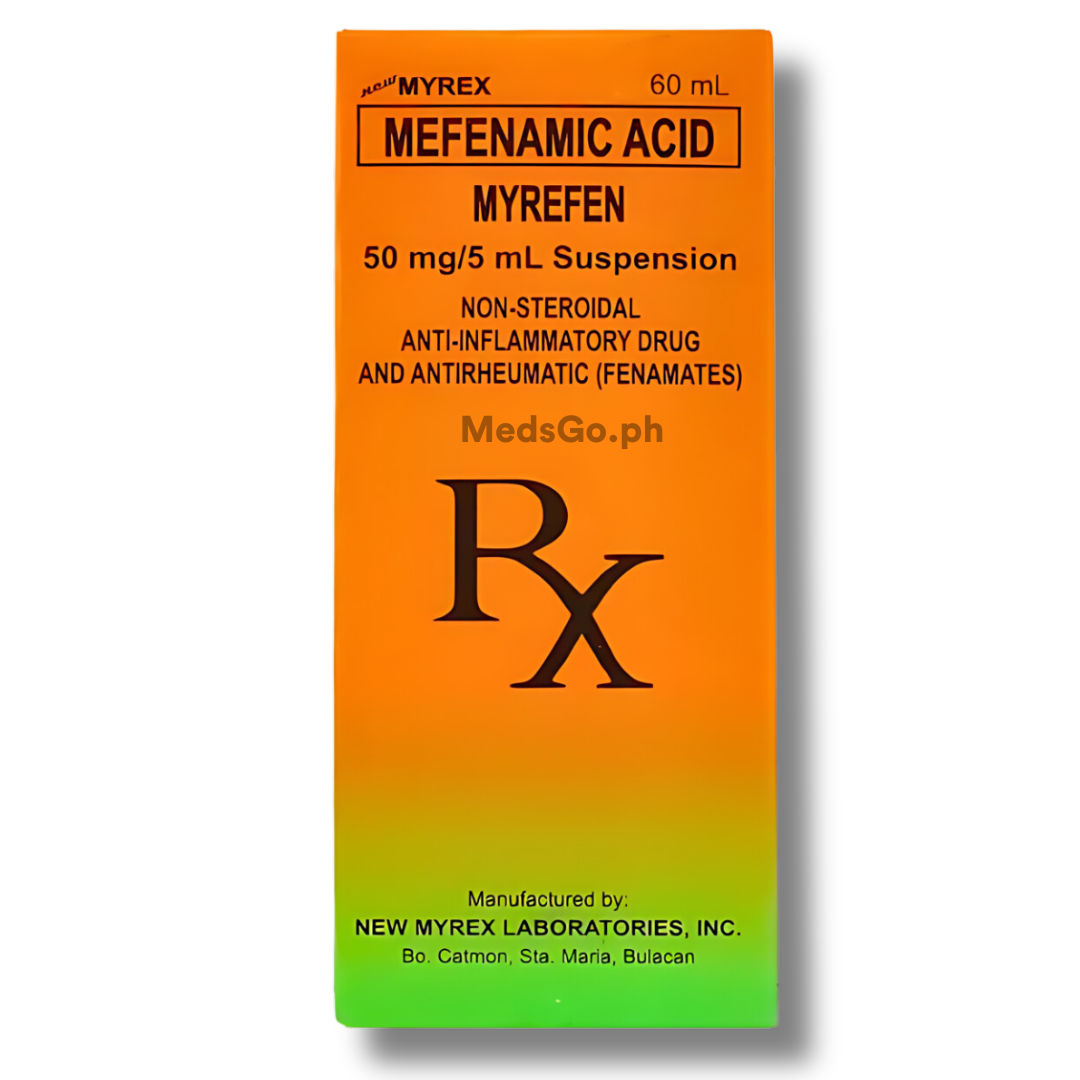 new MYREX 60 mL
MEFENAMIC ACID
MYREFEN
50 mg/5 mL Suspension
NON-STEROIDAL
ANTI-INFLAMMATORY DRUG
AND ANTIRHEUMATIC (FENAMATES)
MedsGo.ph
Rx
Manufactured by:
NEW MYREX LABORATORIES, INC.
Bo. Catmon, Sta. Maria, Bulacan